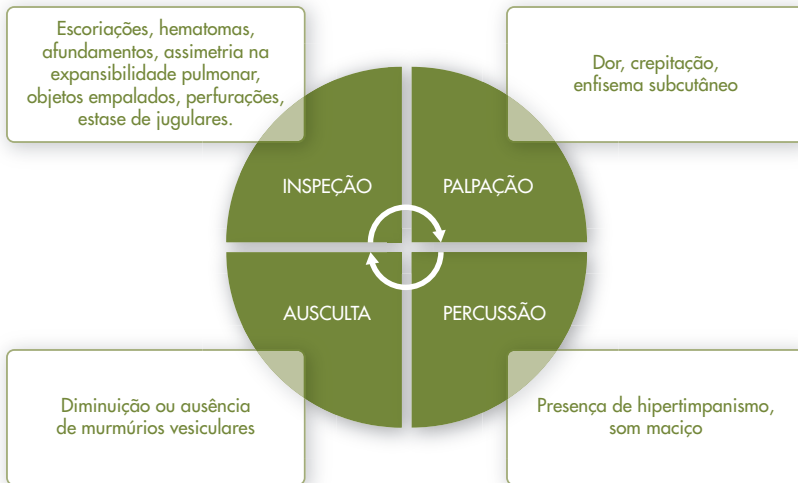 Escoriações, hematomas,
afundamentos, assimetria na
expansibilidade pulmonar,
objetos empalados, perfurações,
estase de jugulares.
Dor, crepitação,
enfisema subcutâneo
INSPEÇÃO
PALPAÇÃO
AUSCULTA
PERCUSSÃO
Diminuição ou ausência
de murmúrios vesiculares
Presença de hipertimpanismo,
som maciço